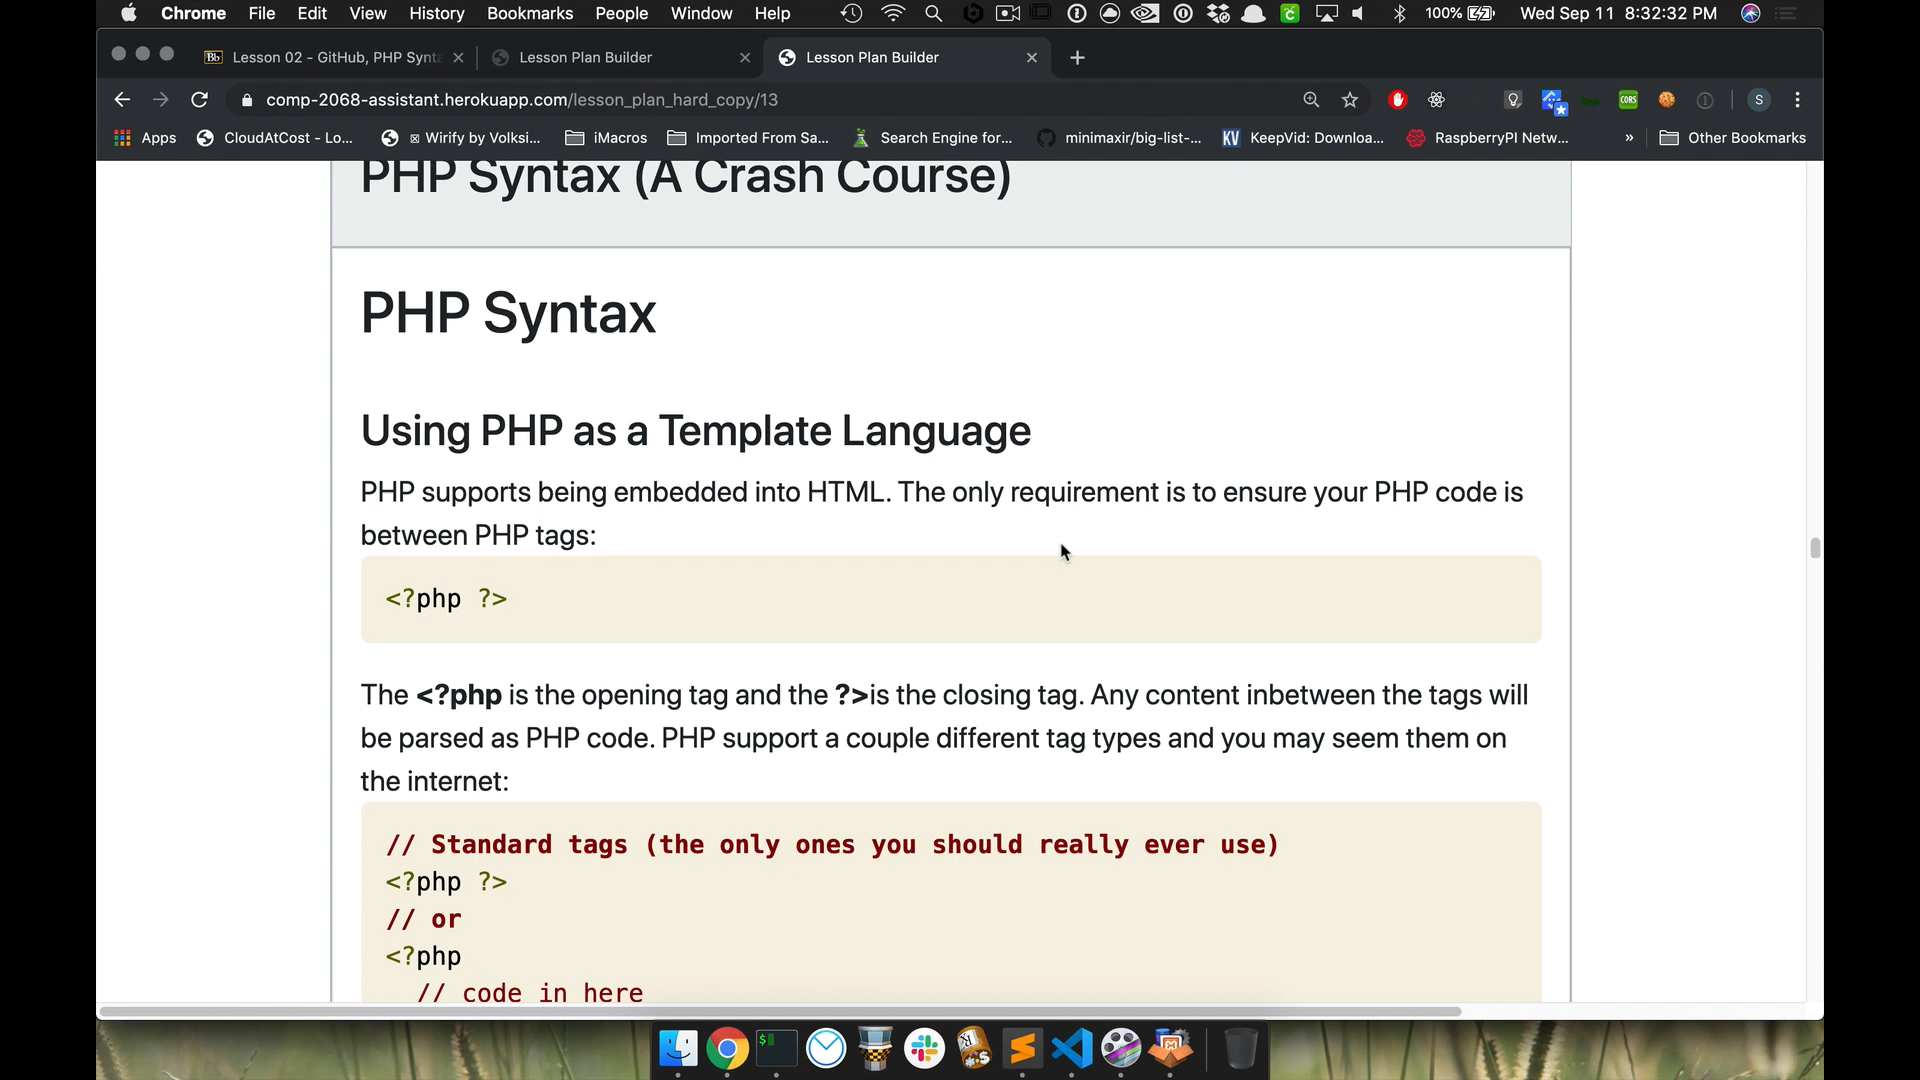 Chrome File Edit View History Bookmarks People Window Help 100% Wed Sep 11 8:32:32 PM
Bb Lesson 02 - GitHub, PHP Synta Lesson Plan Builder Lesson Plan Builder
comp-2068-assistant.herokuapp.com/lesson_plan_hard_copy/13 CORS S
Apps CloudAtCost - Lo... Wirify by Volksi... iMacros Imported From Sa... Search Engine for... minimaxir/big-list-... KV KeepVid: Downloa... RaspberryPI Netw... » Other Bookmarks
PHP Syntax (A Crash Course)
PHP Syntax
Using PHP as a Template Language
PHP supports being embedded into HTML. The only requirement is to ensure your PHP code is
between PHP tags:
<?php ?>
The <?php is the opening tag and the ?>is the closing tag. Any content inbetween the tags will
be parsed as PHP code. PHP support a couple different tag types and you may seem them on
the internet:
// Standard tags (the only ones you should really ever use)
<?php ?>
// or
<?php
// code in here